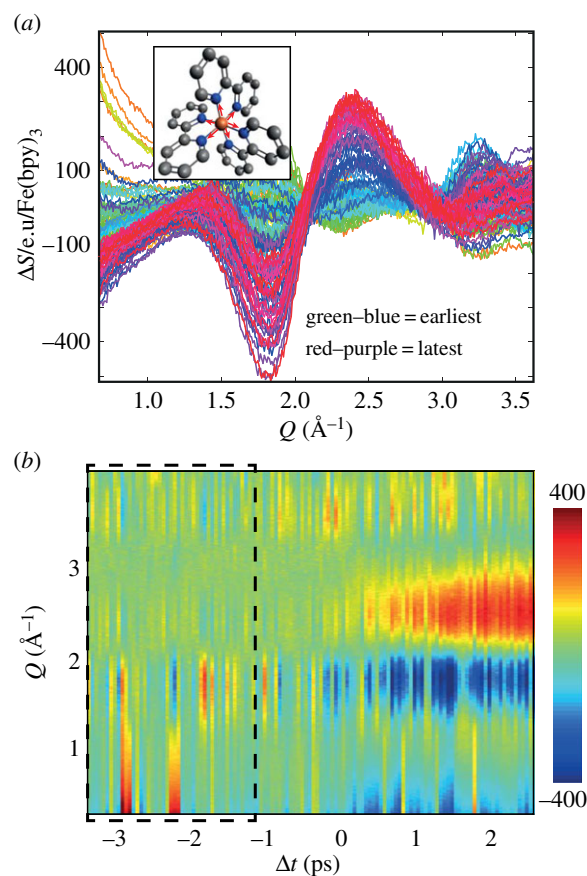 (a)
400
100
−100
−400
ΔS/e.u/Fe(bpy)₃
green–blue = earliest
red–purple = latest
1.0 1.5 2.0 2.5 3.0 3.5
Q (Å⁻¹)
(b)
400
3
2
1
Q (Å⁻¹)
−400
−3 −2 −1 0 1 2
Δt (ps)